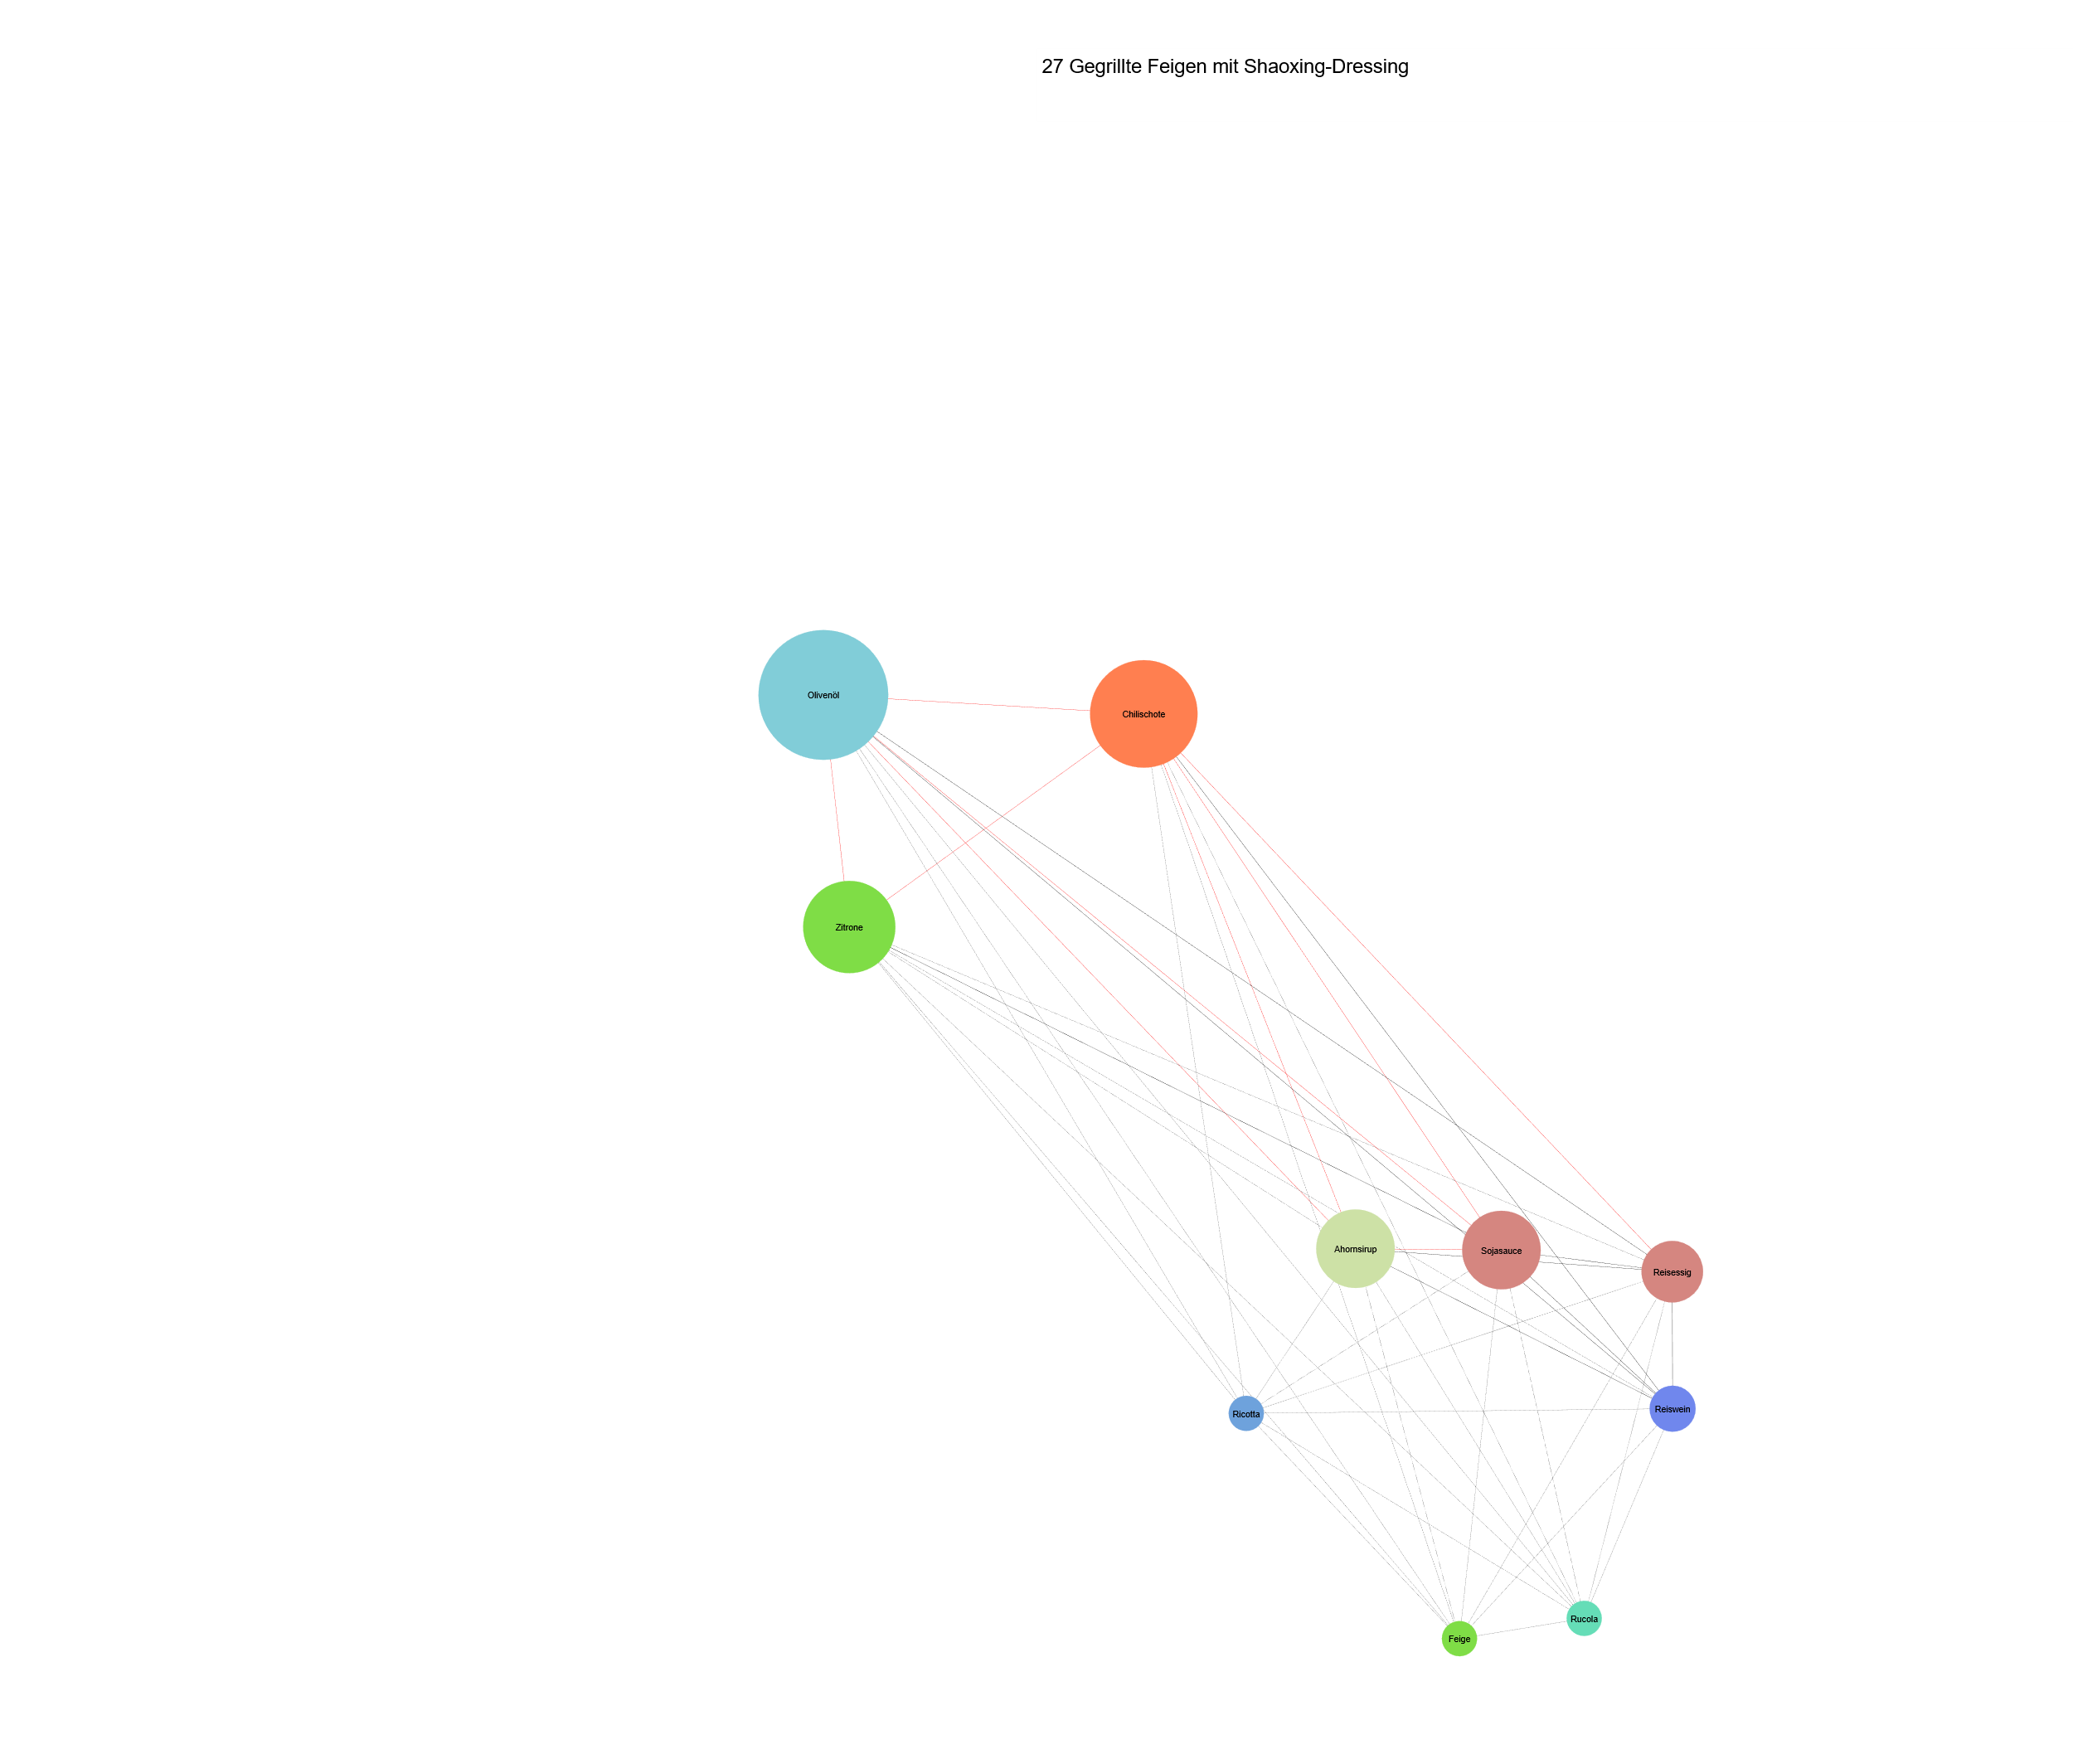 27 Gegrillte Feigen mit Shaoxing-Dressing
Olivenöl
Chilischote
Zitrone
Ahornsirup
Sojasauce
Reisessig
Ricotta
Reiswein
Rucola
Feige